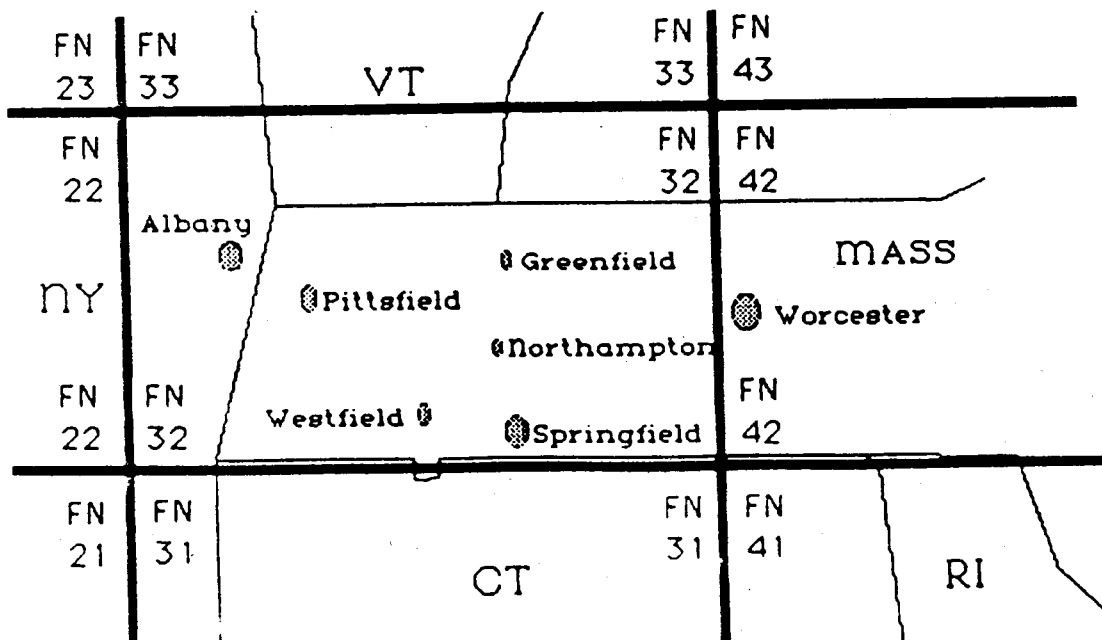 FN FN FN FN
23 33 VT 33 43
FN FN FN
22 32 42
Albany
Greenfield MASS
NY Pittsfield Worcester
Northampton
FN FN FN
22 32 Westfield Springfield 42
FN FN FN FN
21 31 31 41
CT RI